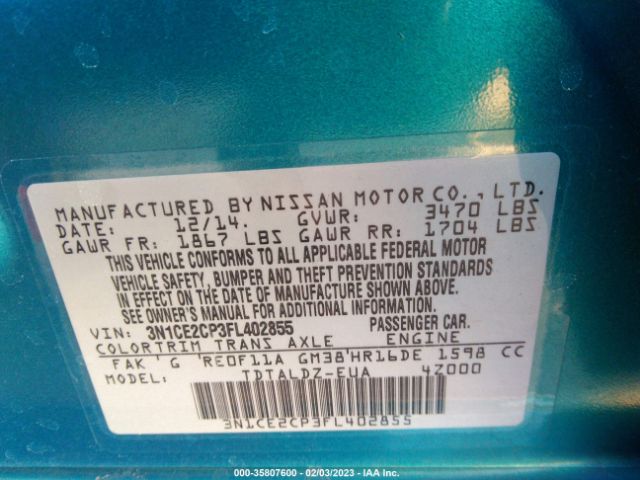 MANUFACTURED BY NISSAN MOTOR CO., LTD.
DATE: 12/14. GVWR: 3470 LBS
GAWR FR: 1867 LBS GAWR RR: 1704 LBS
THIS VEHICLE CONFORMS TO ALL APPLICABLE FEDERAL MOTOR
VEHICLE SAFETY, BUMPER AND THEFT PREVENTION STANDARDS
IN EFFECT ON THE DATE OF MANUFACTURE SHOWN ABOVE.
SEE OWNER'S MANUAL FOR ADDITIONAL INFORMATION.
VIN: 3N1CE2CP3FL402855 PASSENGER CAR.
COLOR TRIM TRANS AXLE ENGINE
FAK G RE0F11A GM38 HR16DE 1598 CC
MODEL: TDTALDZ-EUA 4Z000
3N1CE2CP3FL402855
000-35807600 - 02/03/2023 - IAA Inc.